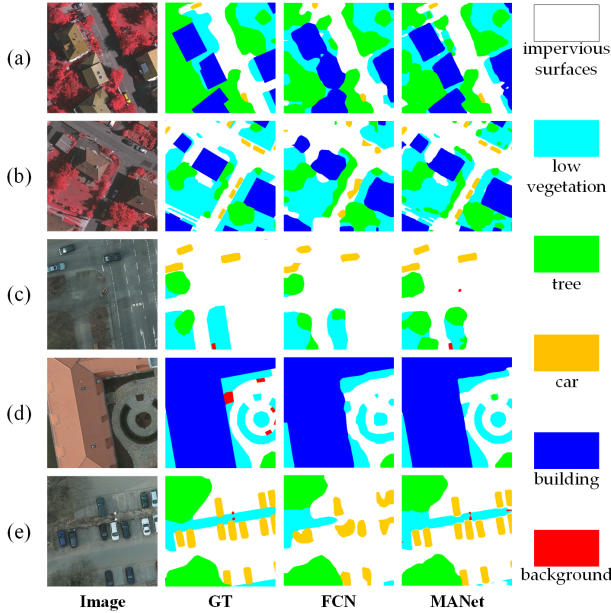 (a)
(b)
(c)
(d)
(e)
impervious
surfaces
low
vegetation
tree
car
building
background
Image GT FCN MANet